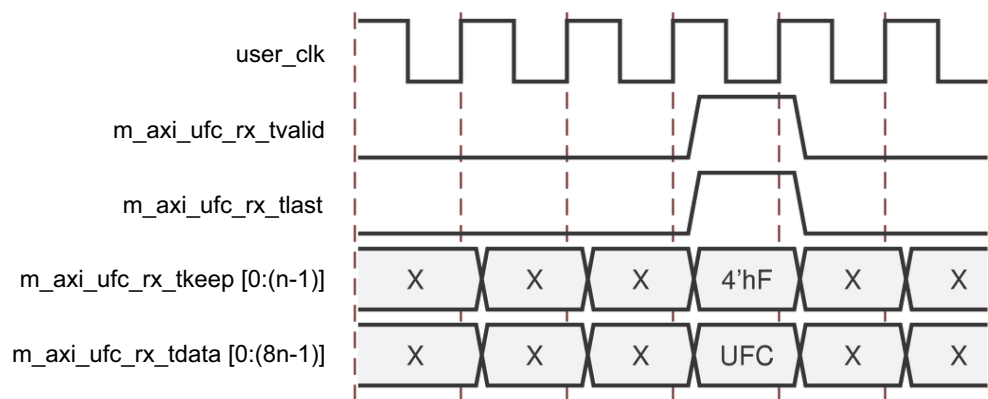 user_clk
m_axi_ufc_rx_tvalid
m_axi_ufc_rx_tlast
m_axi_ufc_rx_tkeep [0:(n-1)] X X X 4'hF X X
m_axi_ufc_rx_tdata [0:(8n-1)] X X X UFC X X